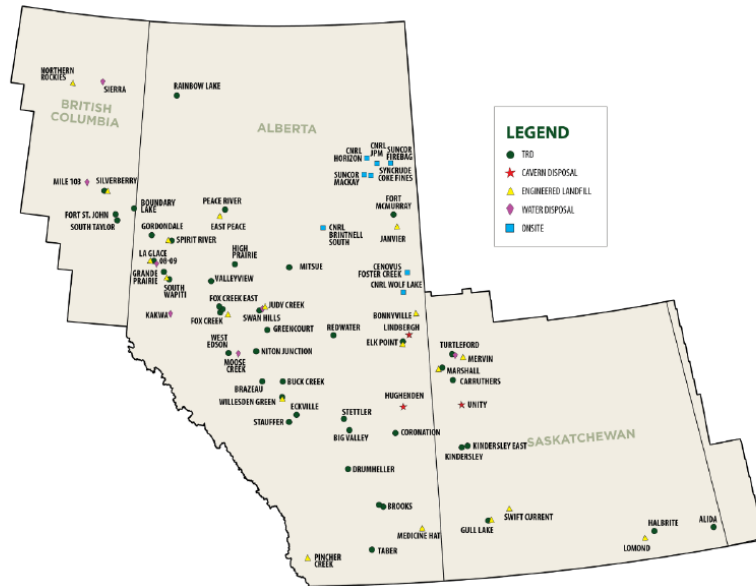 NORTHERN
ROCKIES
SIERRA
BRITISH
COLUMBIA
RAINBOW LAKE
ALBERTA
CNRL
HORIZON
CNRL
JPM
SUNCOR
FIREBAG
SUNCOR
MACKAY
SYNCRUDE
COKE FINES
LEGEND
TRD
CAVERN DISPOSAL
ENGINEERED LANDFILL
WATER DISPOSAL
ONSITE
MILE 103
SILVERBERRY
BOUNDARY
LAKE
FORT ST. JOHN
SOUTH TAYLOR
PEACE RIVER
EAST PEACE
FORT
MCMURRAY
JANVIER
CNRL
BRINTNELL
SOUTH
GORDONDALE
SPIRIT RIVER
HIGH
PRAIRIE
MITSUE
LA GLACE
08-09
GRANDE
PRAIRIE
SOUTH
WAPITI
VALLEYVIEW
CENOVUS
FOSTER CREEK
CNRL WOLF LAKE
FOX CREEK EAST
JUDY CREEK
KAKWA
FOX CREEK
SWAN HILLS
BONNYVILLE
GREENCOURT
REDWATER
LINDBERGH
ELK POINT
WEST
EDSON
NITON JUNCTION
MOOSE
CREEK
TURTLEFORD
MERVIN
MARSHALL
CARRUTHERS
BRAZEAU
BUCK CREEK
WILLESDEN GREEN
HUGHENDEN
UNITY
ECKVILLE
STETTLER
STAUFFER
BIG VALLEY
CORONATION
KINDERSLEY EAST
KINDERSLEY
SASKATCHEWAN
DRUMHELLER
BROOKS
SWIFT CURRENT
GULL LAKE
MEDICINE HAT
HALBRITE
ALIDA
LOMOND
TABER
PINCHER
CREEK